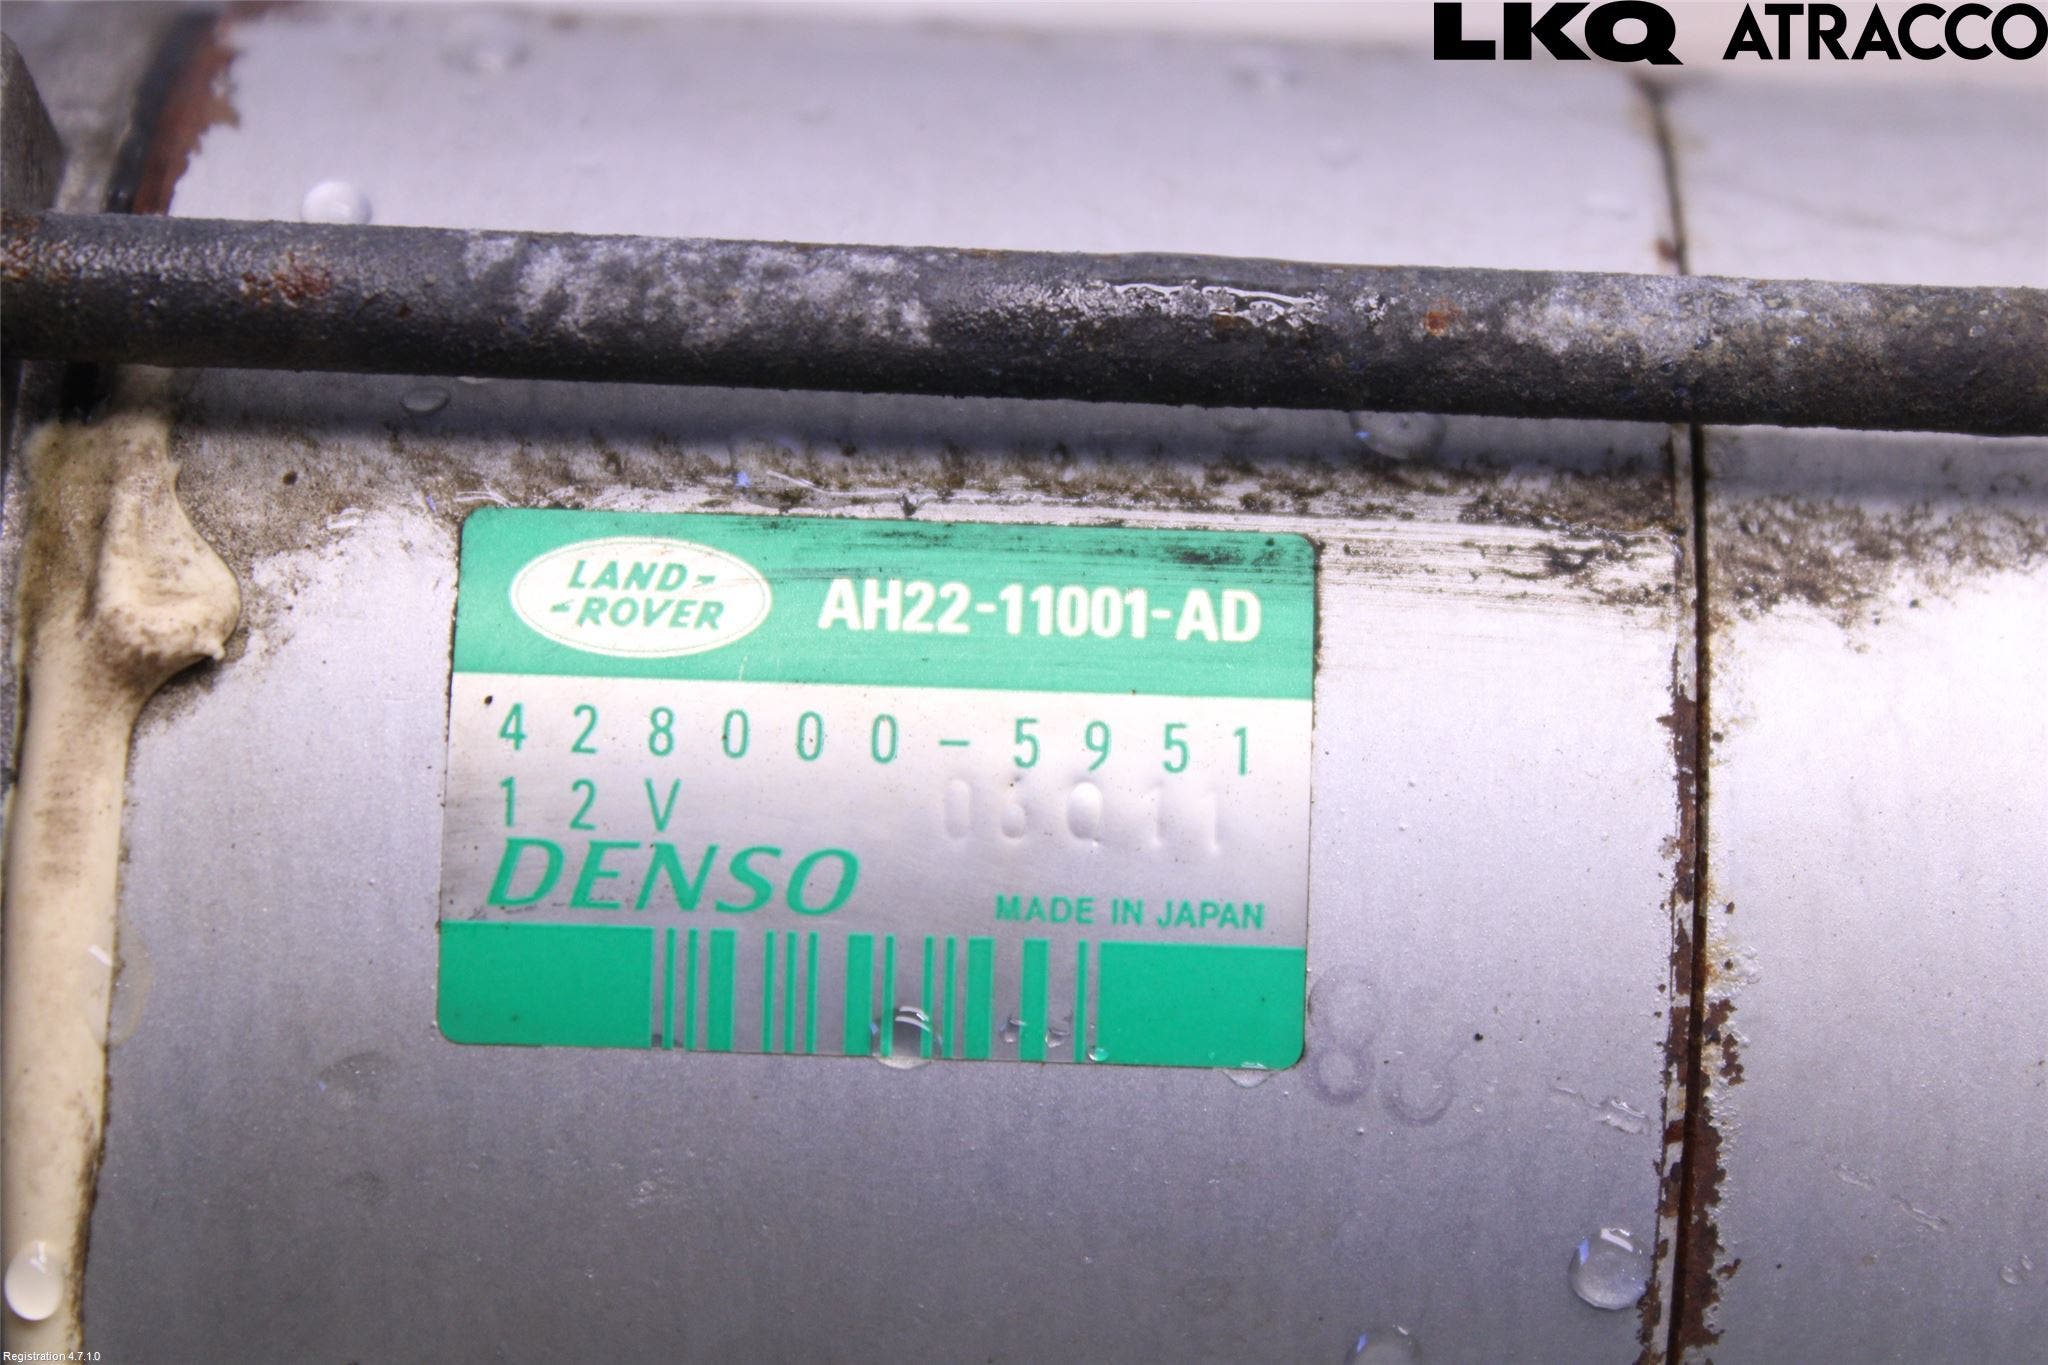 LKQ ATRACCO
LAND-
-ROVER
AH22-11001-AD
428000-5951
12V 06Q11
DENSO
MADE IN JAPAN
Registration 4.7.1.0